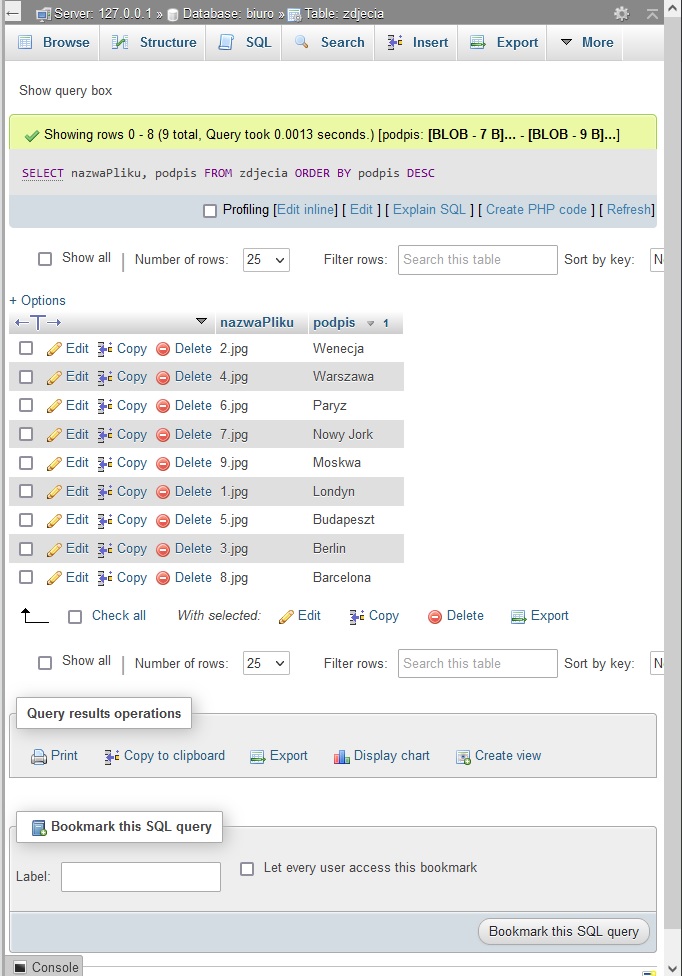 Server: 127.0.0.1 » Database: biuro » Table: zdjecia
Browse Structure SQL Search Insert Export More
Show query box
Showing rows 0 - 8 (9 total, Query took 0.0013 seconds.) [podpis: [BLOB - 7 B]... - [BLOB - 9 B]...]
SELECT nazwaPliku, podpis FROM zdjecia ORDER BY podpis DESC
Profiling [Edit inline] [ Edit ] [ Explain SQL ] [ Create PHP code ] [ Refresh]
Show all | Number of rows: 25 Filter rows: Search this table Sort by key:
+ Options
←T→ nazwaPliku podpis 1
Edit Copy Delete 2.jpg Wenecja
Edit Copy Delete 4.jpg Warszawa
Edit Copy Delete 6.jpg Paryz
Edit Copy Delete 7.jpg Nowy Jork
Edit Copy Delete 9.jpg Moskwa
Edit Copy Delete 1.jpg Londyn
Edit Copy Delete 5.jpg Budapeszt
Edit Copy Delete 3.jpg Berlin
Edit Copy Delete 8.jpg Barcelona
Check all With selected: Edit Copy Delete Export
Show all | Number of rows: 25 Filter rows: Search this table Sort by key:
Query results operations
Print Copy to clipboard Export Display chart Create view
Bookmark this SQL query
Label: Let every user access this bookmark
Bookmark this SQL query
Console